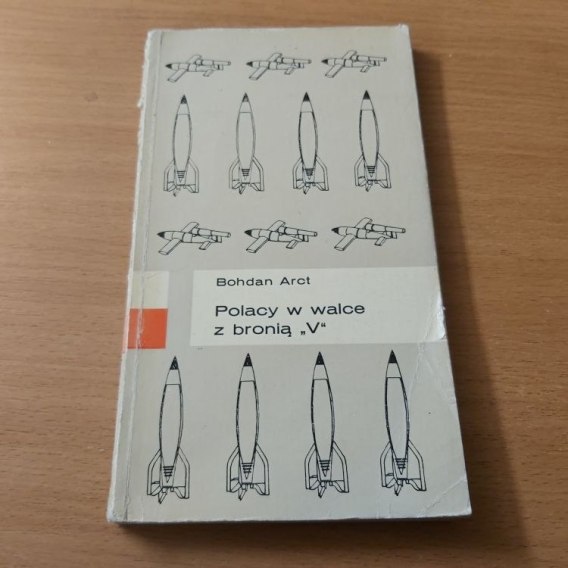 Bohdan Arct
Polacy w walce
z bronią „V“